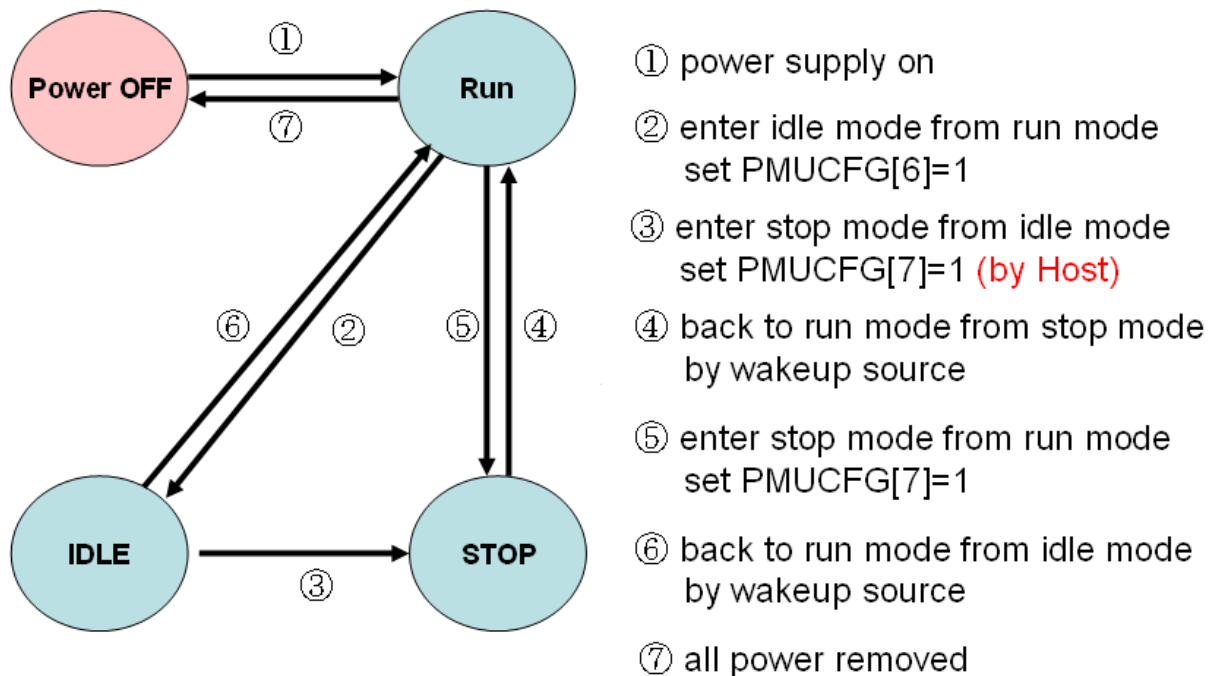 ①
Power OFF
Run
⑦
⑥
②
⑤
④
IDLE
STOP
③
① power supply on
② enter idle mode from run mode
set PMUCFG[6]=1
③ enter stop mode from idle mode
set PMUCFG[7]=1 (by Host)
④ back to run mode from stop mode
by wakeup source
⑤ enter stop mode from run mode
set PMUCFG[7]=1
⑥ back to run mode from idle mode
by wakeup source
⑦ all power removed